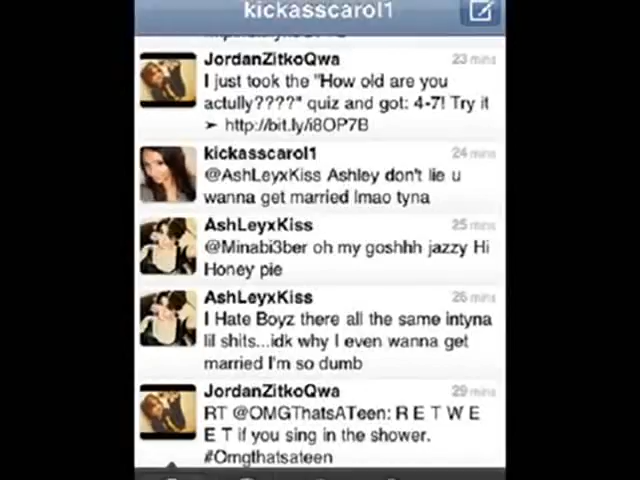 kickasscarol1
JordanZitkoQwa 23 mins
I just took the "How old are you
actully????" quiz and got: 4-7! Try it
➤ http://bit.ly/i8OP7B
kickasscarol1 24 mins
@AshLeyxKiss Ashley don't lie u
wanna get married lmao tyna
AshLeyxKiss 25 mins
@Minabi3ber oh my goshhh jazzy Hi
Honey pie
AshLeyxKiss 26 mins
I Hate Boyz there all the same intyna
lil shits...idk why I even wanna get
married I'm so dumb
JordanZitkoQwa 29 mins
RT @OMGThatsATeen: R E T W E
E T if you sing in the shower.
#Omgthatsateen